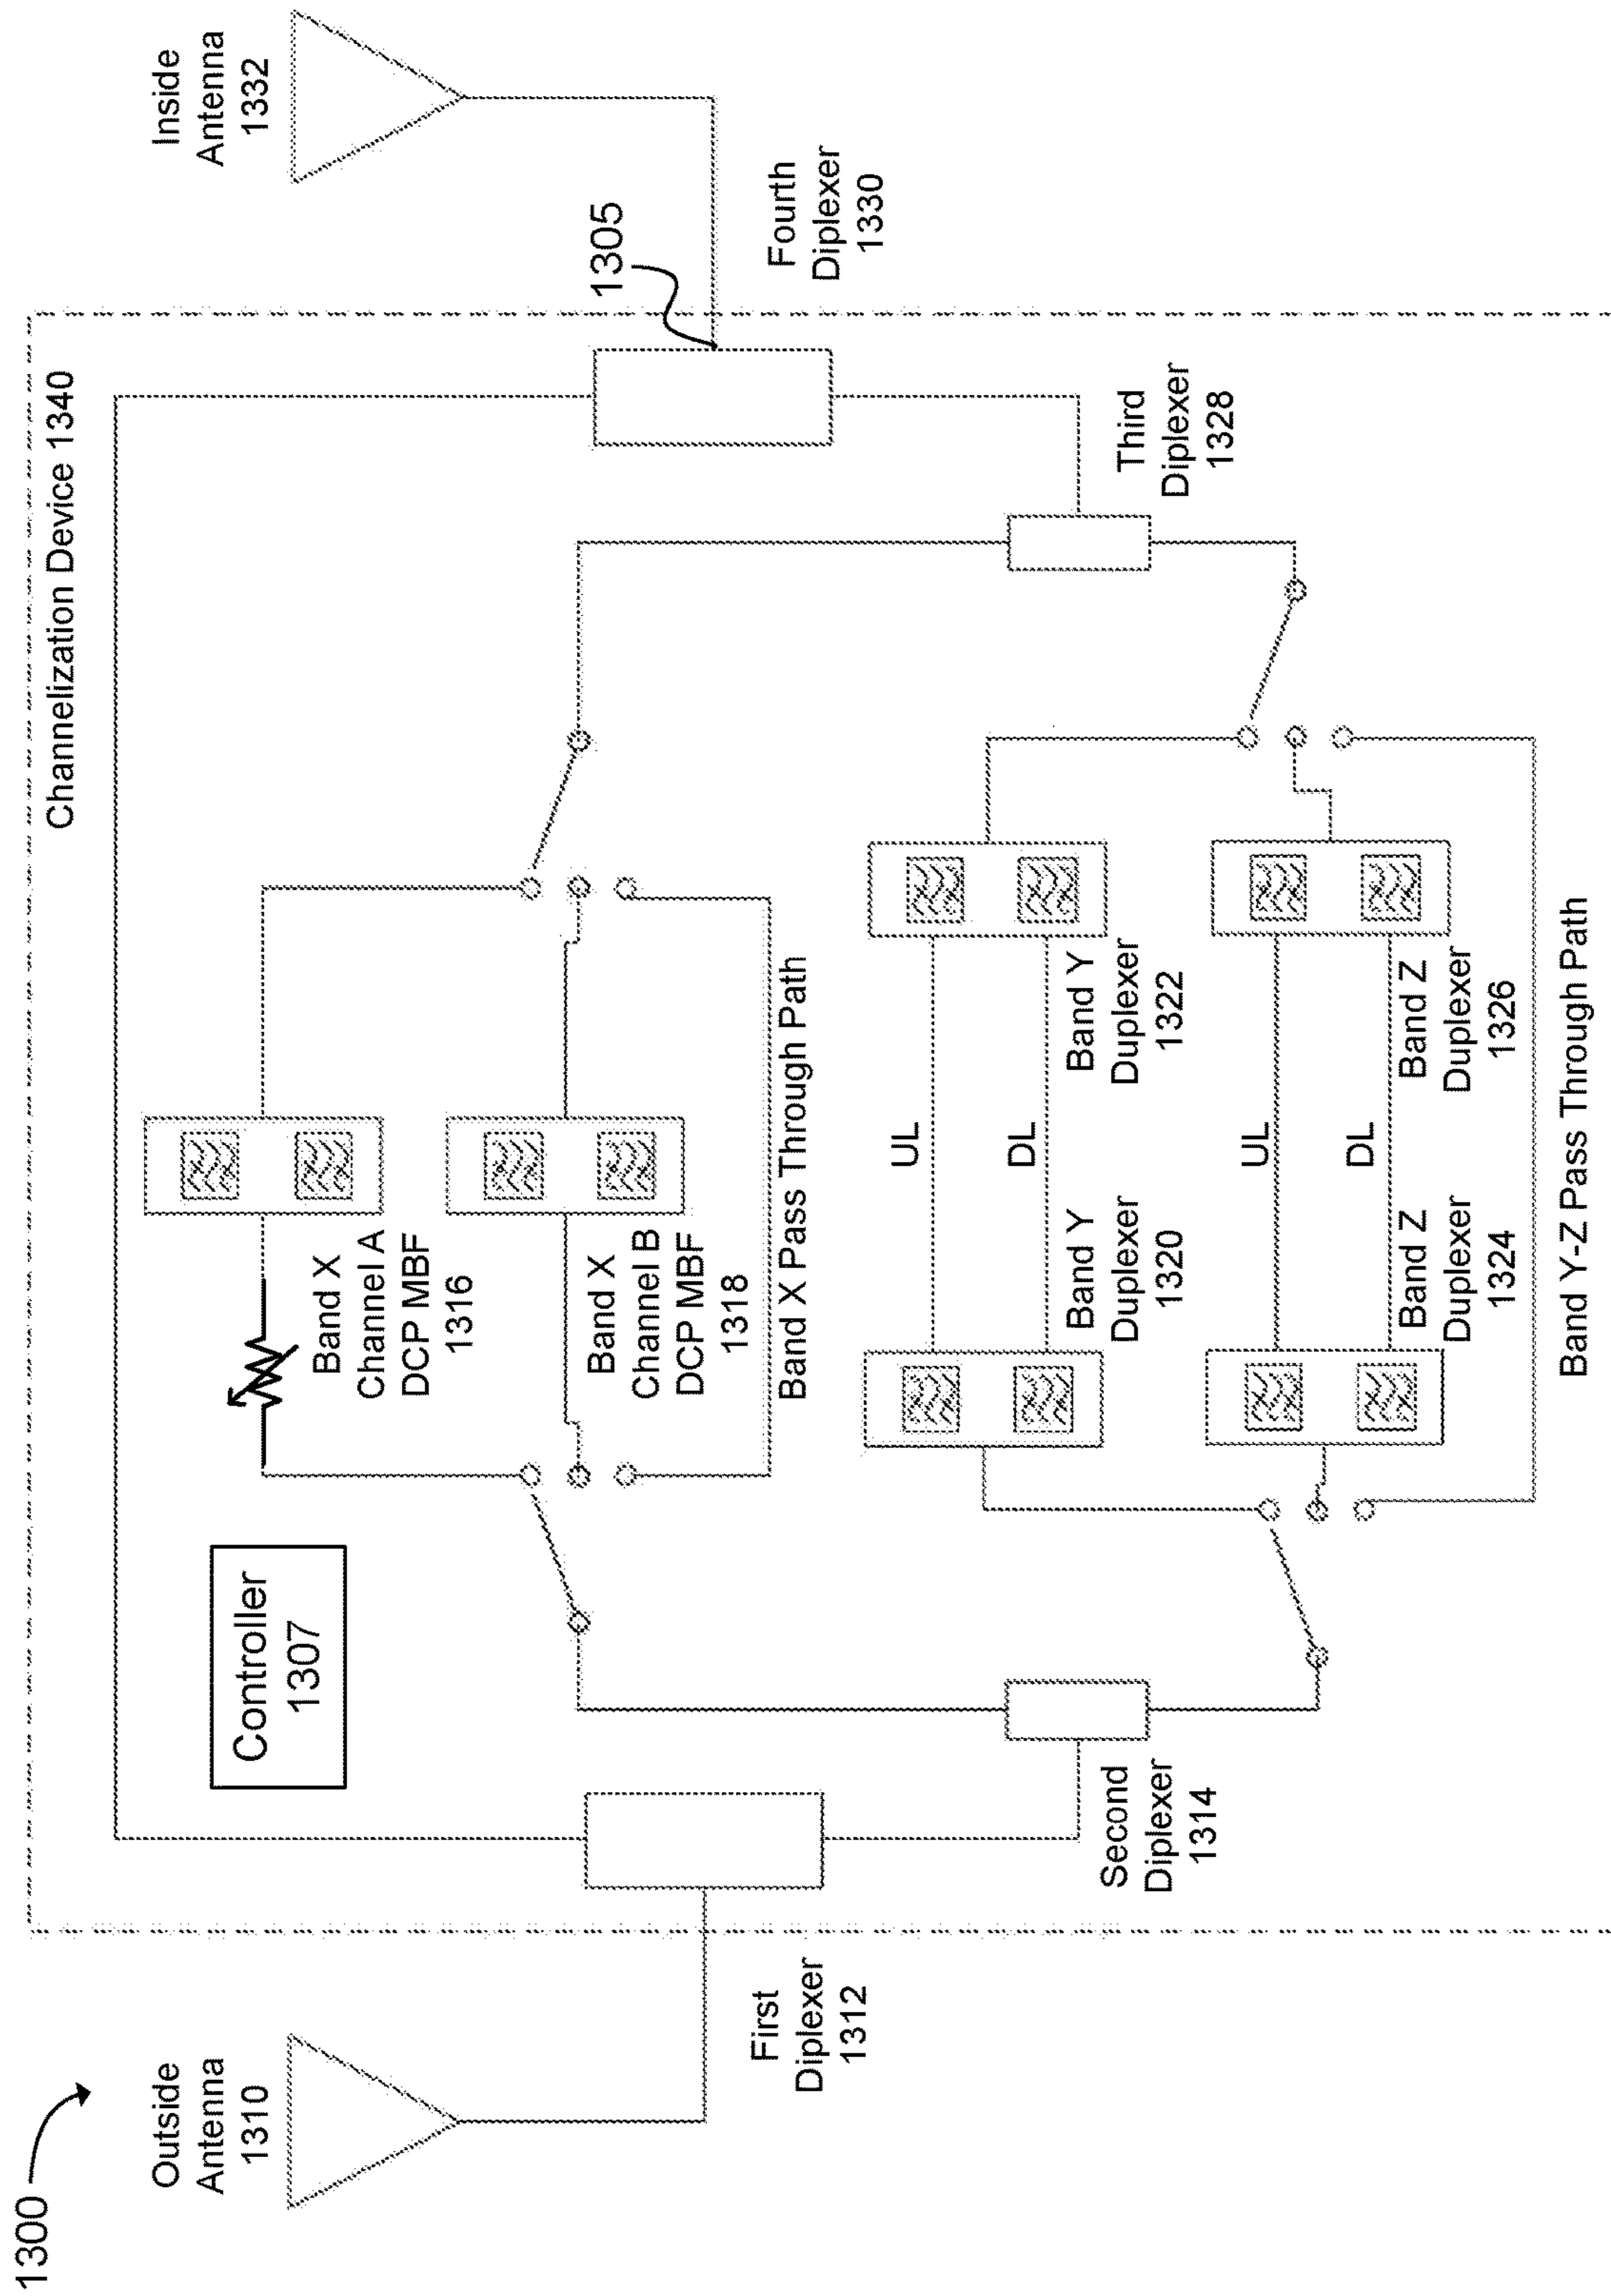 1300
Outside
Antenna
1310
Inside
Antenna
1332
Channelization Device 1340
Controller
1307
Band X
Channel A
DCP MBF
1316
Band X
Channel B
DCP MBF
1318
Band X Pass Through Path
1305
First
Diplexer
1312
Fourth
Diplexer
1330
UL
DL
Band Y
Duplexer
1320
Band Y
Duplexer
1322
Second
Diplexer
1314
Third
Diplexer
1328
UL
DL
Band Z
Duplexer
1324
Band Z
Duplexer
1326
Band Y-Z Pass Through Path